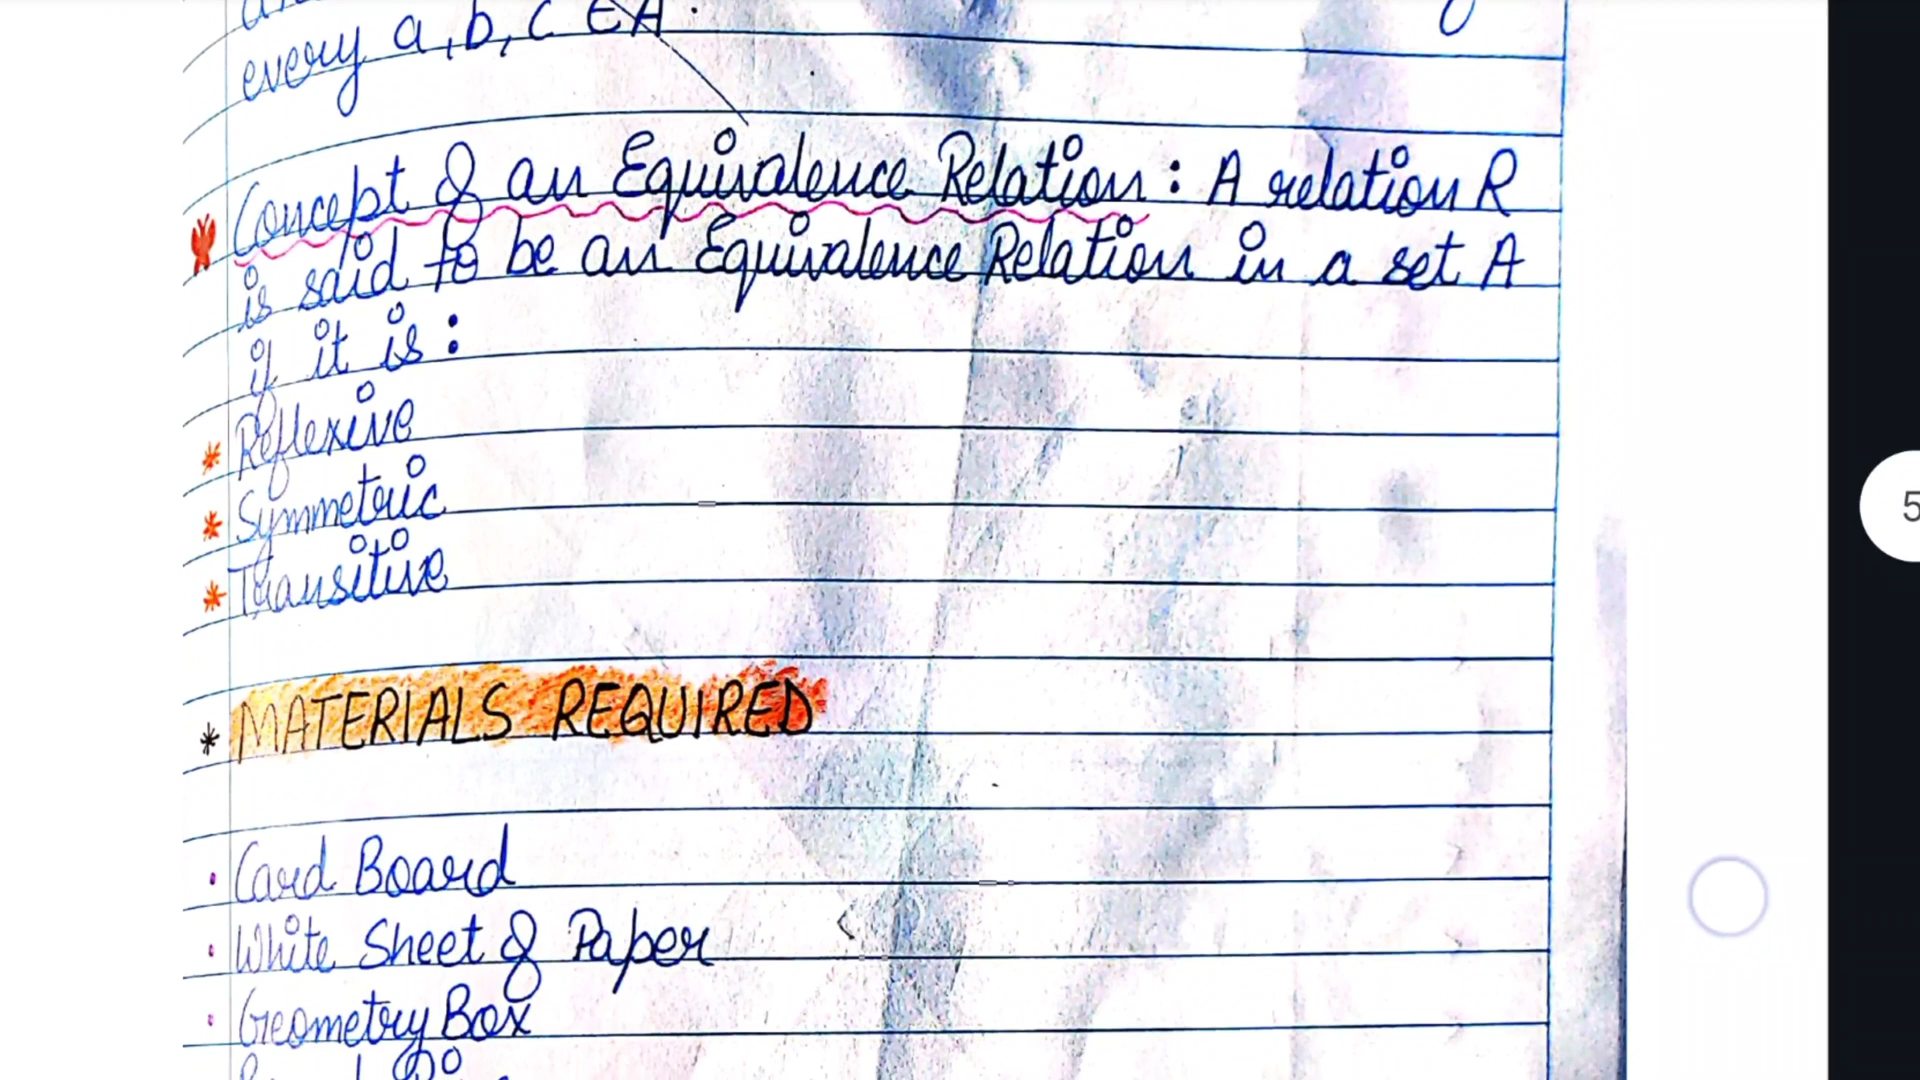 every a, b, c ∈ A.
Concept of an Equivalence Relation : A relation R
is said to be an Equivalence Relation in a set A
if it is :
* Reflexive
* Symmetric
* Transitive
* MATERIALS REQUIRED
• Card Board
• White Sheet of Paper
• Geometry Box
5